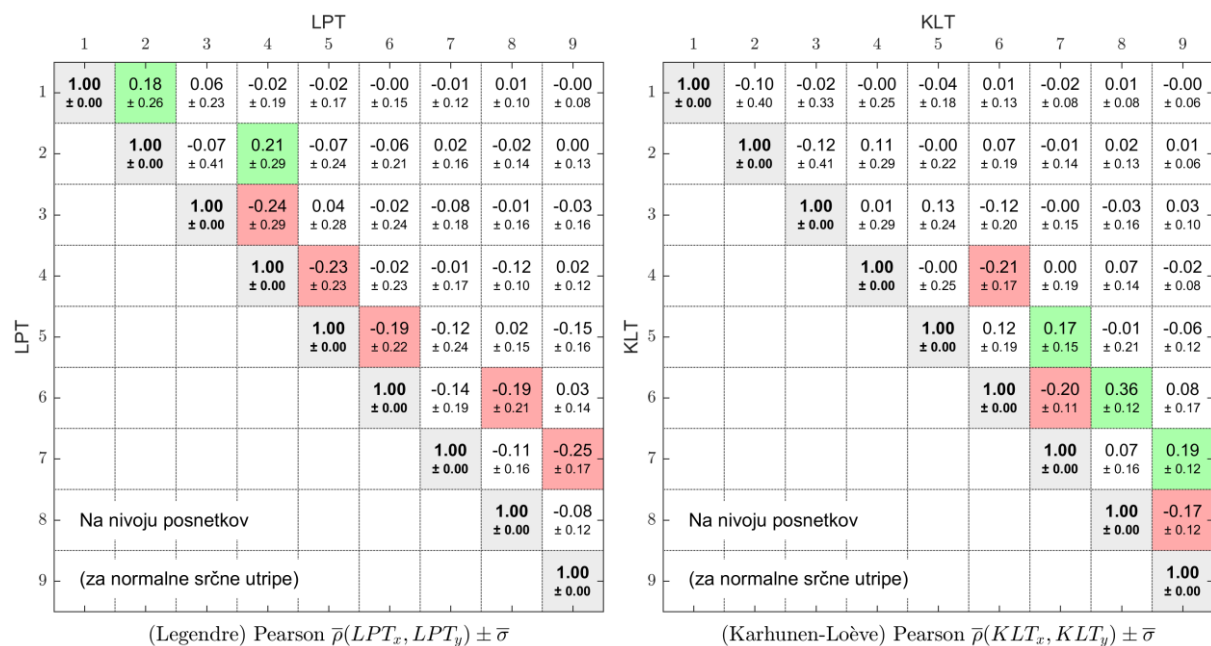 LPT
1 2 3 4 5 6 7 8 9
1.00 0.18 0.06 -0.02 -0.02 -0.00 -0.01 0.01 -0.00
1
± 0.00 ± 0.26 ± 0.23 ± 0.19 ± 0.17 ± 0.15 ± 0.12 ± 0.10 ± 0.08
1.00 -0.07 0.21 -0.07 -0.06 0.02 -0.02 0.00
2
± 0.00 ± 0.41 ± 0.29 ± 0.24 ± 0.21 ± 0.16 ± 0.14 ± 0.13
1.00 -0.24 0.04 -0.02 -0.08 -0.01 -0.03
3
± 0.00 ± 0.29 ± 0.28 ± 0.24 ± 0.18 ± 0.16 ± 0.16
1.00 -0.23 -0.02 -0.01 -0.12 0.02
4
± 0.00 ± 0.23 ± 0.23 ± 0.17 ± 0.10 ± 0.12
LPT
1.00 -0.19 -0.12 0.02 -0.15
5
± 0.00 ± 0.22 ± 0.24 ± 0.15 ± 0.16
1.00 -0.14 -0.19 0.03
6
± 0.00 ± 0.19 ± 0.21 ± 0.14
1.00 -0.11 -0.25
7
± 0.00 ± 0.16 ± 0.17
1.00 -0.08
8 Na nivoju posnetkov
± 0.00 ± 0.12
1.00
9 (za normalne srčne utripe)
± 0.00
(Legendre) Pearson ρ̅(LPTₓ, LPTᵧ) ± σ̅
KLT
1 2 3 4 5 6 7 8 9
1.00 -0.10 -0.02 -0.00 -0.04 0.01 -0.02 0.01 -0.00
1
± 0.00 ± 0.40 ± 0.33 ± 0.25 ± 0.18 ± 0.13 ± 0.08 ± 0.08 ± 0.06
1.00 -0.12 0.11 -0.00 0.07 -0.01 0.02 0.01
2
± 0.00 ± 0.41 ± 0.29 ± 0.22 ± 0.19 ± 0.14 ± 0.13 ± 0.06
1.00 0.01 0.13 -0.12 -0.00 -0.03 0.03
3
± 0.00 ± 0.29 ± 0.24 ± 0.20 ± 0.15 ± 0.16 ± 0.10
1.00 -0.00 -0.21 0.00 0.07 -0.02
4
± 0.00 ± 0.25 ± 0.17 ± 0.19 ± 0.14 ± 0.08
KLT
1.00 0.12 0.17 -0.01 -0.06
5
± 0.00 ± 0.19 ± 0.15 ± 0.21 ± 0.12
1.00 -0.20 0.36 0.08
6
± 0.00 ± 0.11 ± 0.12 ± 0.17
1.00 0.07 0.19
7
± 0.00 ± 0.16 ± 0.12
1.00 -0.17
8 Na nivoju posnetkov
± 0.00 ± 0.12
1.00
9 (za normalne srčne utripe)
± 0.00
(Karhunen-Loève) Pearson ρ̅(KLTₓ, KLTᵧ) ± σ̅